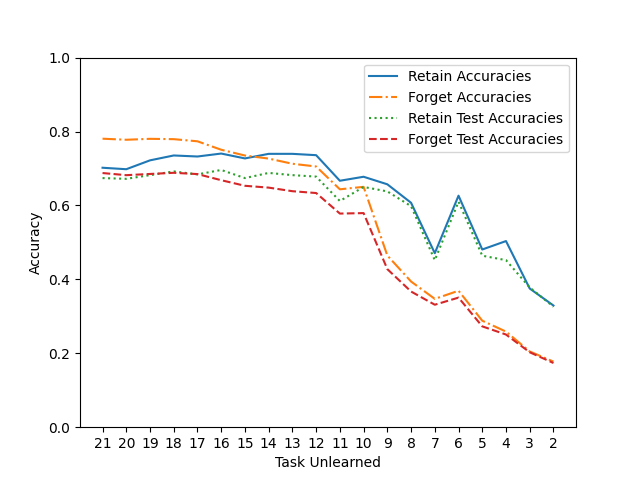 1.0
0.8
0.6
0.4
0.2
0.0
Accuracy
Retain Accuracies
Forget Accuracies
Retain Test Accuracies
Forget Test Accuracies
21 20 19 18 17 16 15 14 13 12 11 10 9 8 7 6 5 4 3 2
Task Unlearned